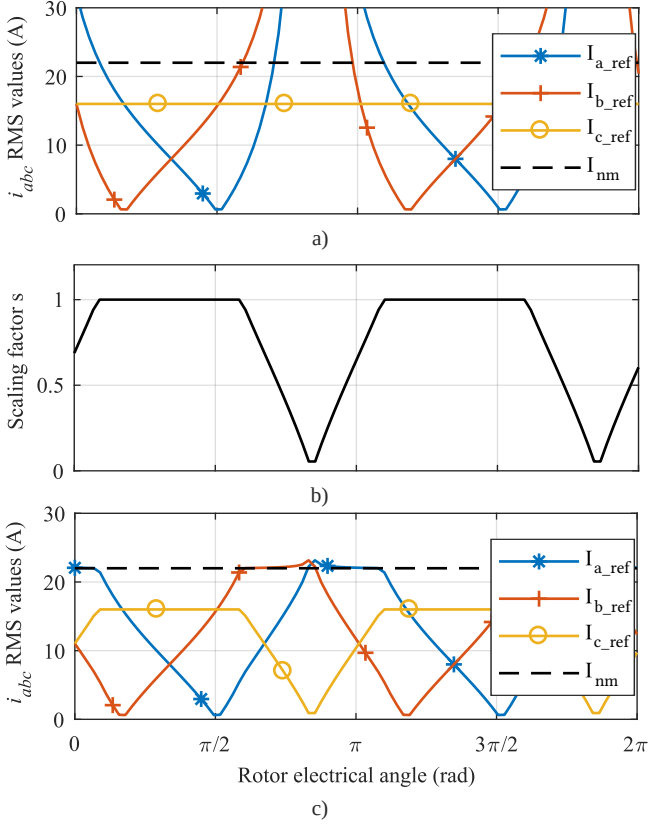 30
20
10
0
i_abc RMS values (A)
I_a_ref
I_b_ref
I_c_ref
I_nm
a)
1
0.5
0
Scaling factor s
b)
30
20
10
0
i_abc RMS values (A)
I_a_ref
I_b_ref
I_c_ref
I_nm
0 π/2 π 3π/2 2π
Rotor electrical angle (rad)
c)